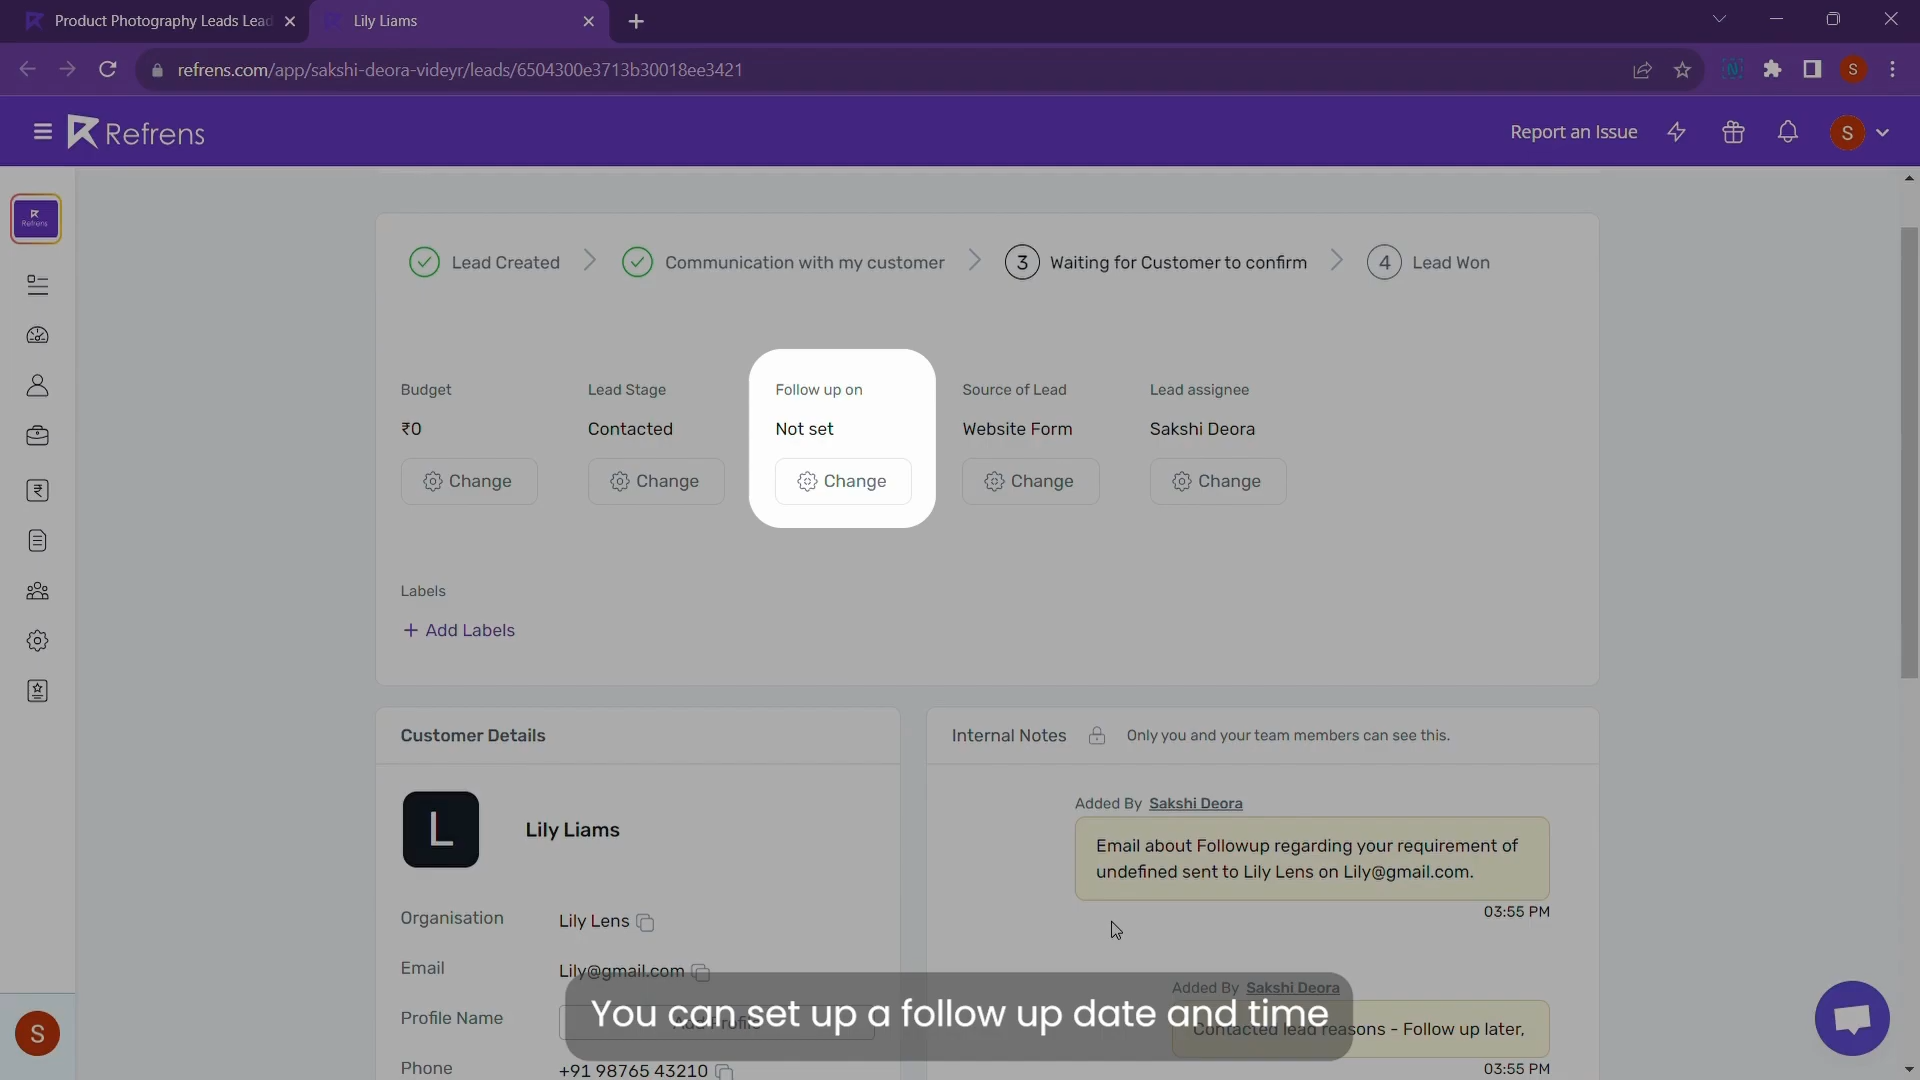 Product Photography Leads Lead
Lily Liams
refrens.com/app/sakshi-deora-videyr/leads/6504300e3713b30018ee3421
S
Refrens
Report an Issue
S
Refrens
Lead Created
Communication with my customer
3 Waiting for Customer to confirm
4 Lead Won
Budget
₹0
Change
Lead Stage
Contacted
Change
Follow up on
Not set
Change
Source of Lead
Website Form
Change
Lead assignee
Sakshi Deora
Change
Labels
+ Add Labels
Customer Details
L
Lily Liams
Organisation
Lily Lens
Email
Lily@gmail.com
Profile Name
Phone
+91 98765 43210
Internal Notes
Only you and your team members can see this.
Added By Sakshi Deora
Email about Followup regarding your requirement of
undefined sent to Lily Lens on Lily@gmail.com.
03:55 PM
Added By Sakshi Deora
Contacted lead reasons - Follow up later,
03:55 PM
You can set up a follow up date and time
S